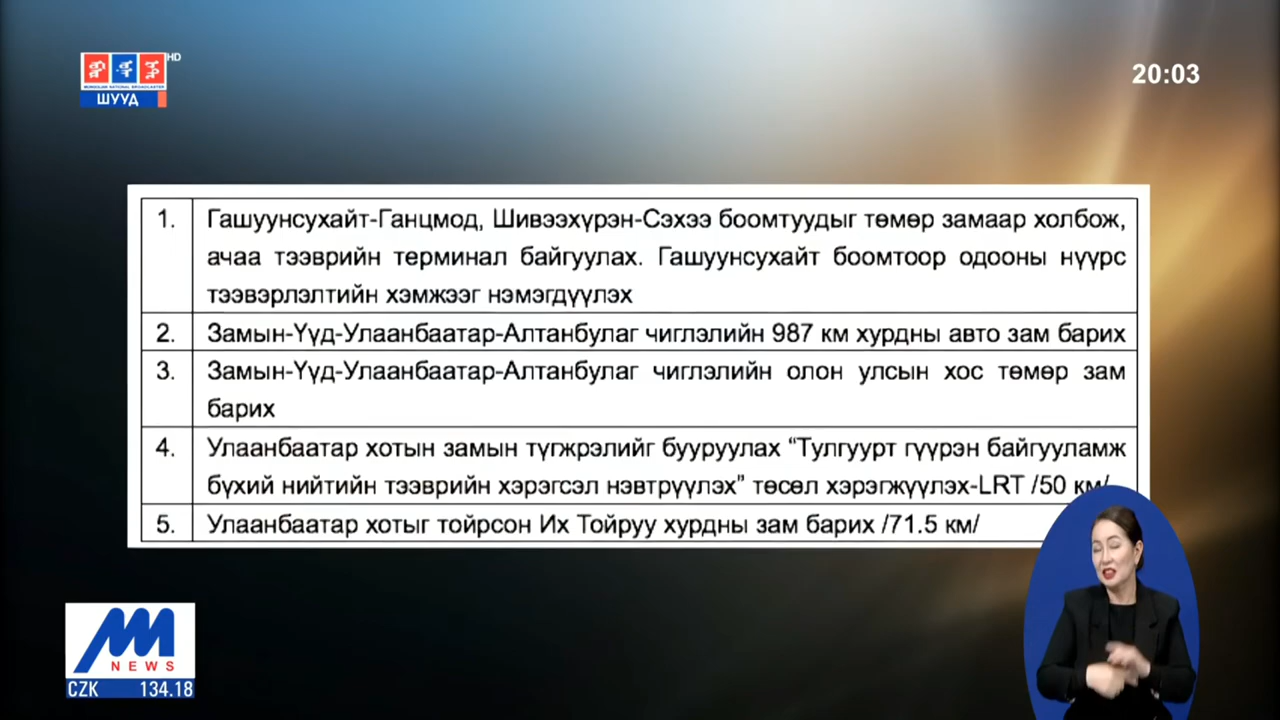 HD
MONGOLIAN NATIONAL BROADCASTER
ШУУД
20:03
1. Гашуунсухайт-Ганцмод, Шивээхүрэн-Сэхээ боомтуудыг төмөр замаар холбож,
ачаа тээврийн терминал байгуулах. Гашуунсухайт боомтоор одооны нүүрс
тээвэрлэлтийн хэмжээг нэмэгдүүлэх
2. Замын-Үүд-Улаанбаатар-Алтанбулаг чиглэлийн 987 км хурдны авто зам барих
3. Замын-Үүд-Улаанбаатар-Алтанбулаг чиглэлийн олон улсын хос төмөр зам
барих
4. Улаанбаатар хотын замын түгжрэлийг бууруулах “Тулгуурт гүүрэн байгууламж
бүхий нийтийн тээврийн хэрэгсэл нэвтрүүлэх” төсөл хэрэгжүүлэх-LRT /50 км/
5. Улаанбаатар хотыг тойрсон Их Тойруу хурдны зам барих /71.5 км/
NEWS
CZK 134.18